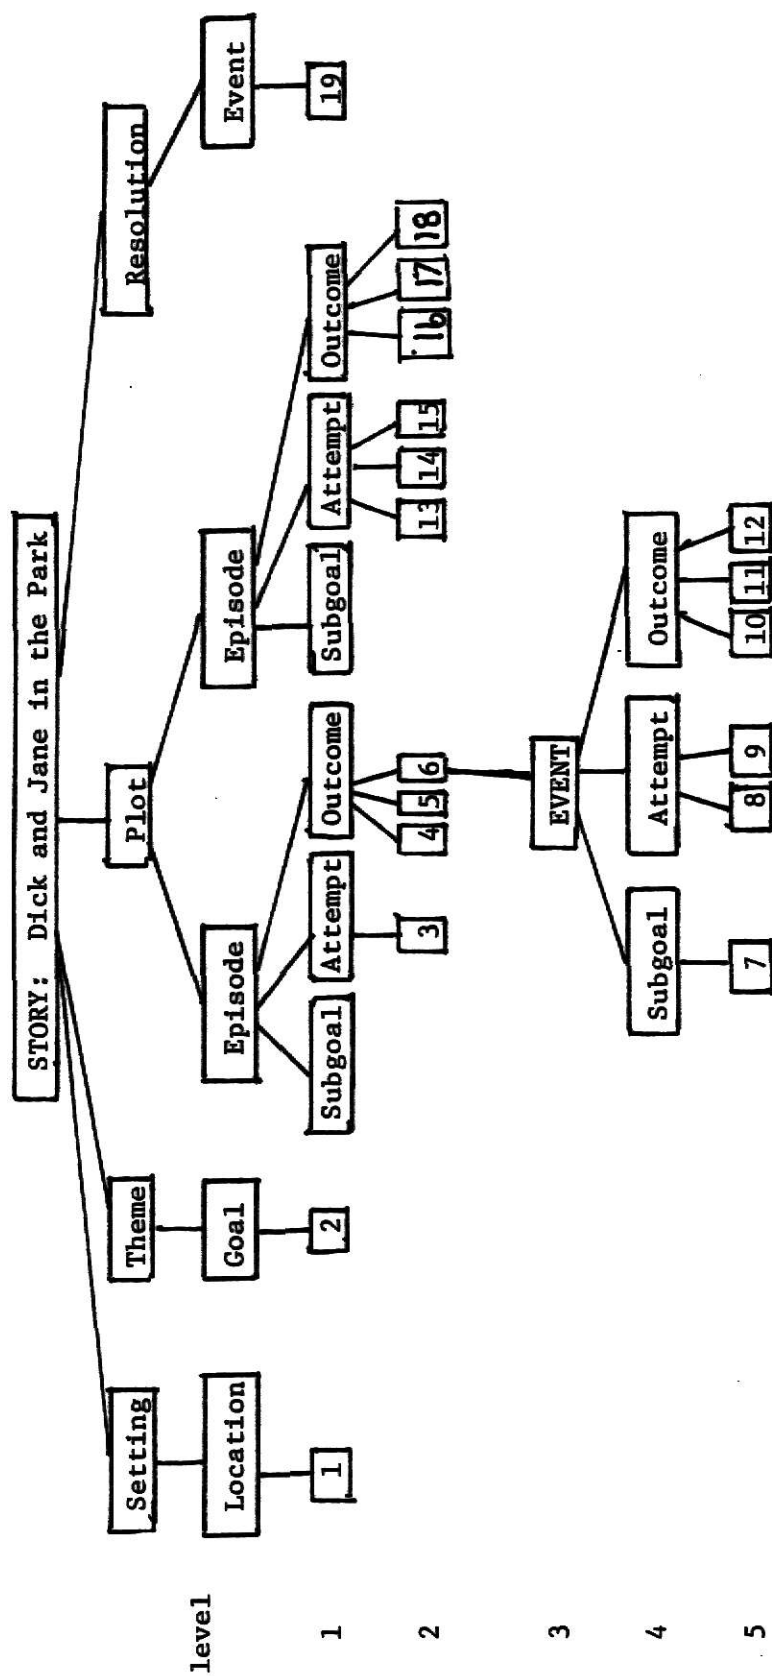 STORY: Dick and Jane in the Park
Setting
Theme
Plot
Resolution
level
Location
Goal
Episode
Episode
Event
1
1
2
Subgoal
Attempt
Outcome
Subgoal
Attempt
Outcome
19
2
3
4
5
6
13
14
15
16
17
18
3
EVENT
4
Subgoal
Attempt
Outcome
5
7
8
9
10
11
12